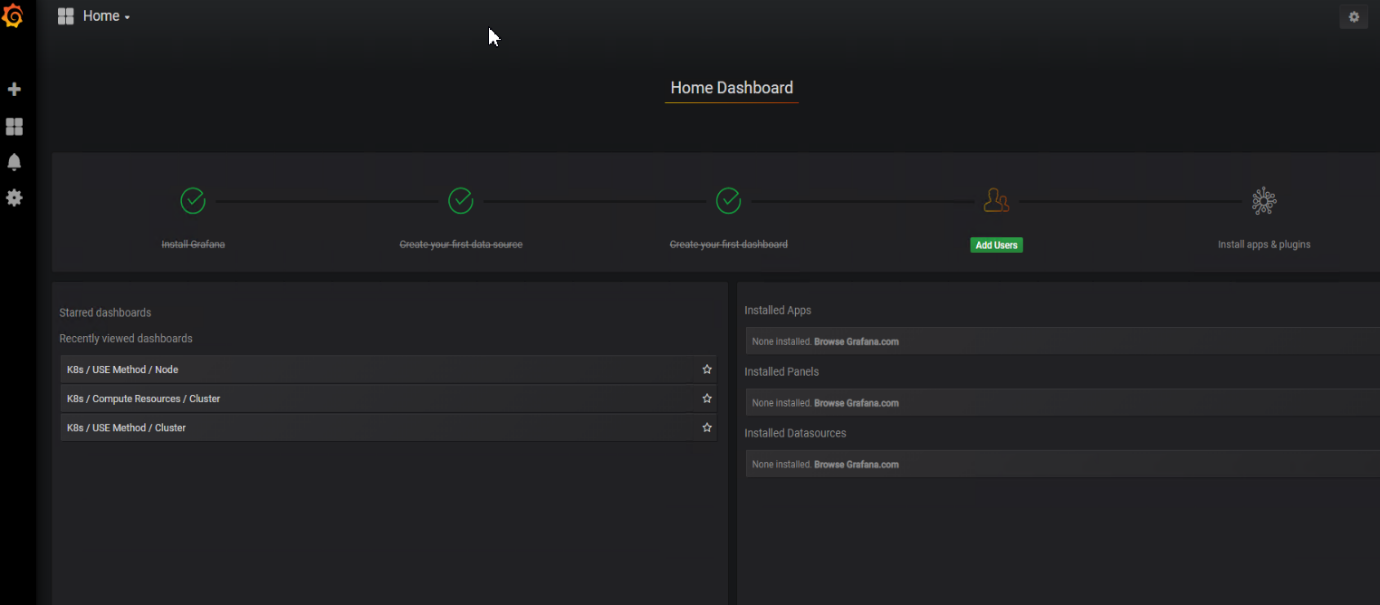 Home
Home Dashboard
Install Grafana
Create your first data source
Create your first dashboard
Add Users
Install apps & plugins
Starred dashboards
Recently viewed dashboards
K8s / USE Method / Node
K8s / Compute Resources / Cluster
K8s / USE Method / Cluster
Installed Apps
None installed. Browse Grafana.com
Installed Panels
None installed. Browse Grafana.com
Installed Datasources
None installed. Browse Grafana.com